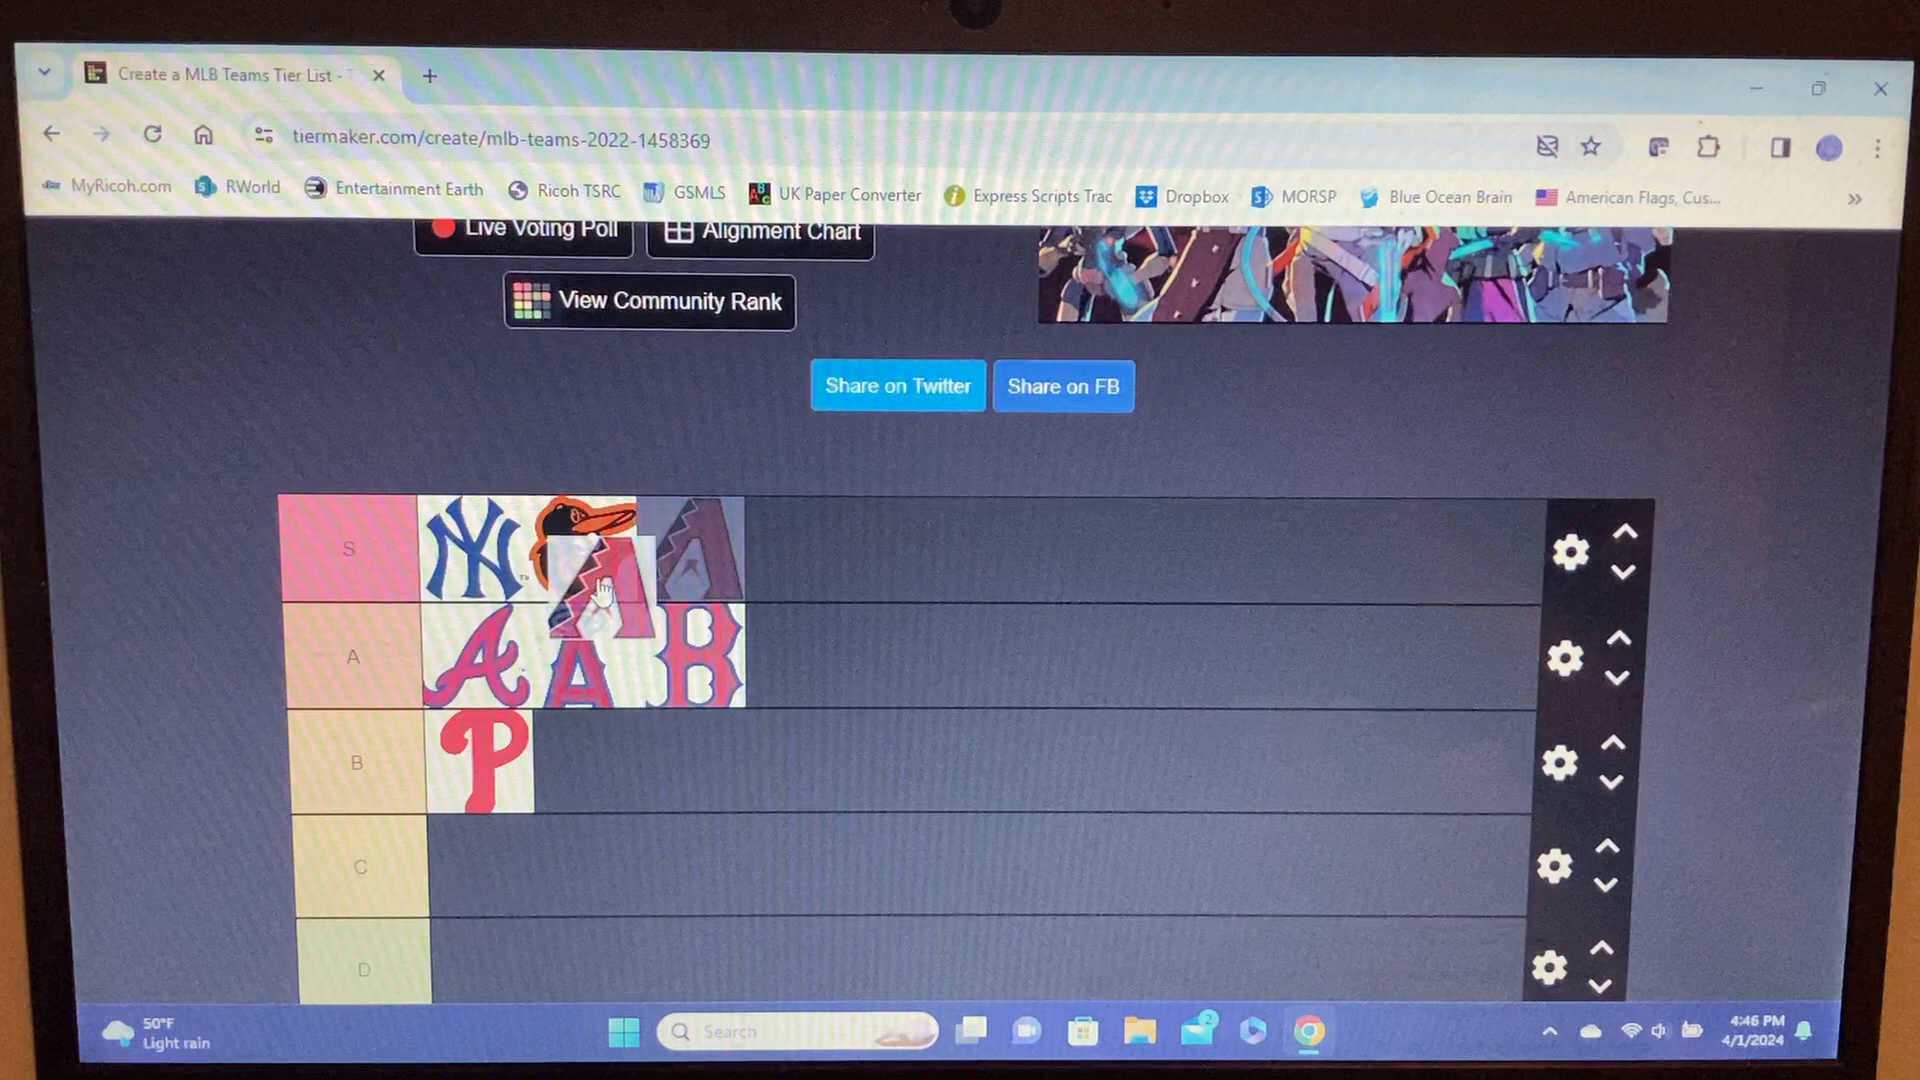 Create a MLB Teams Tier List -
tiermaker.com/create/mlb-teams-2022-1458369
MyRicoh.com RWorld Entertainment Earth Ricoh TSRC GSMLS UK Paper Converter Express Scripts Trac Dropbox MORSP Blue Ocean Brain American Flags, Cus...
Live Voting Poll Alignment Chart
View Community Rank
Share on Twitter Share on FB
S NY
A A A B
B P
C
D
50°F
Light rain
Search
2
4:46 PM
4/1/2024